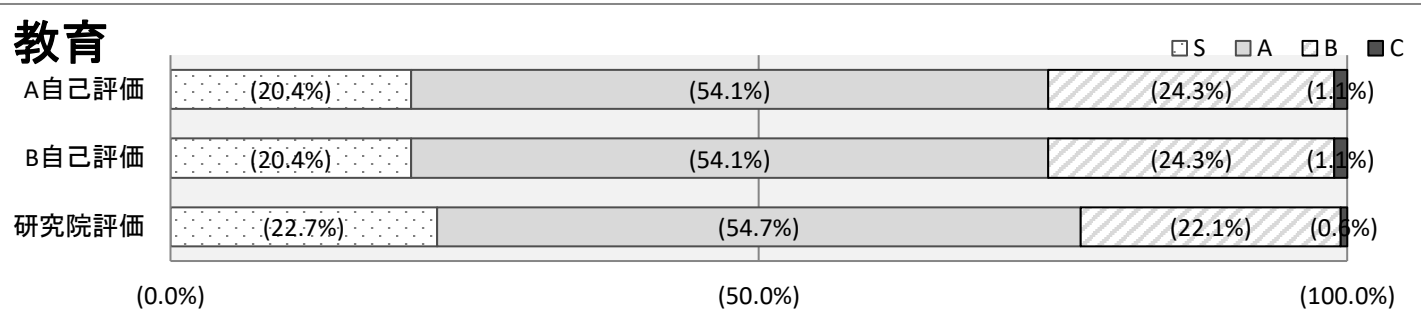 教育
S A B C
A自己評価 (20.4%) (54.1%) (24.3%) (1.1%)
B自己評価 (20.4%) (54.1%) (24.3%) (1.1%)
研究院評価 (22.7%) (54.7%) (22.1%) (0.6%)
(0.0%) (50.0%) (100.0%)